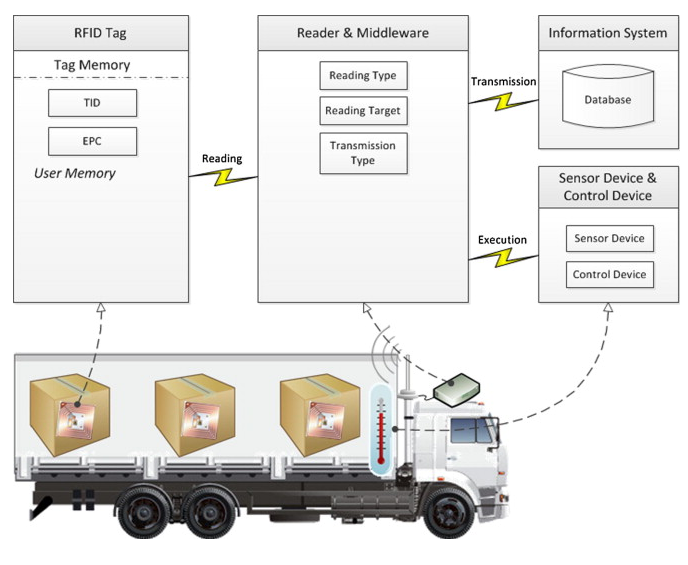 RFID Tag
Tag Memory
TID
EPC
User Memory
Reading
Reader & Middleware
Reading Type
Reading Target
Transmission
Type
Transmission
Execution
Information System
Database
Sensor Device &
Control Device
Sensor Device
Control Device